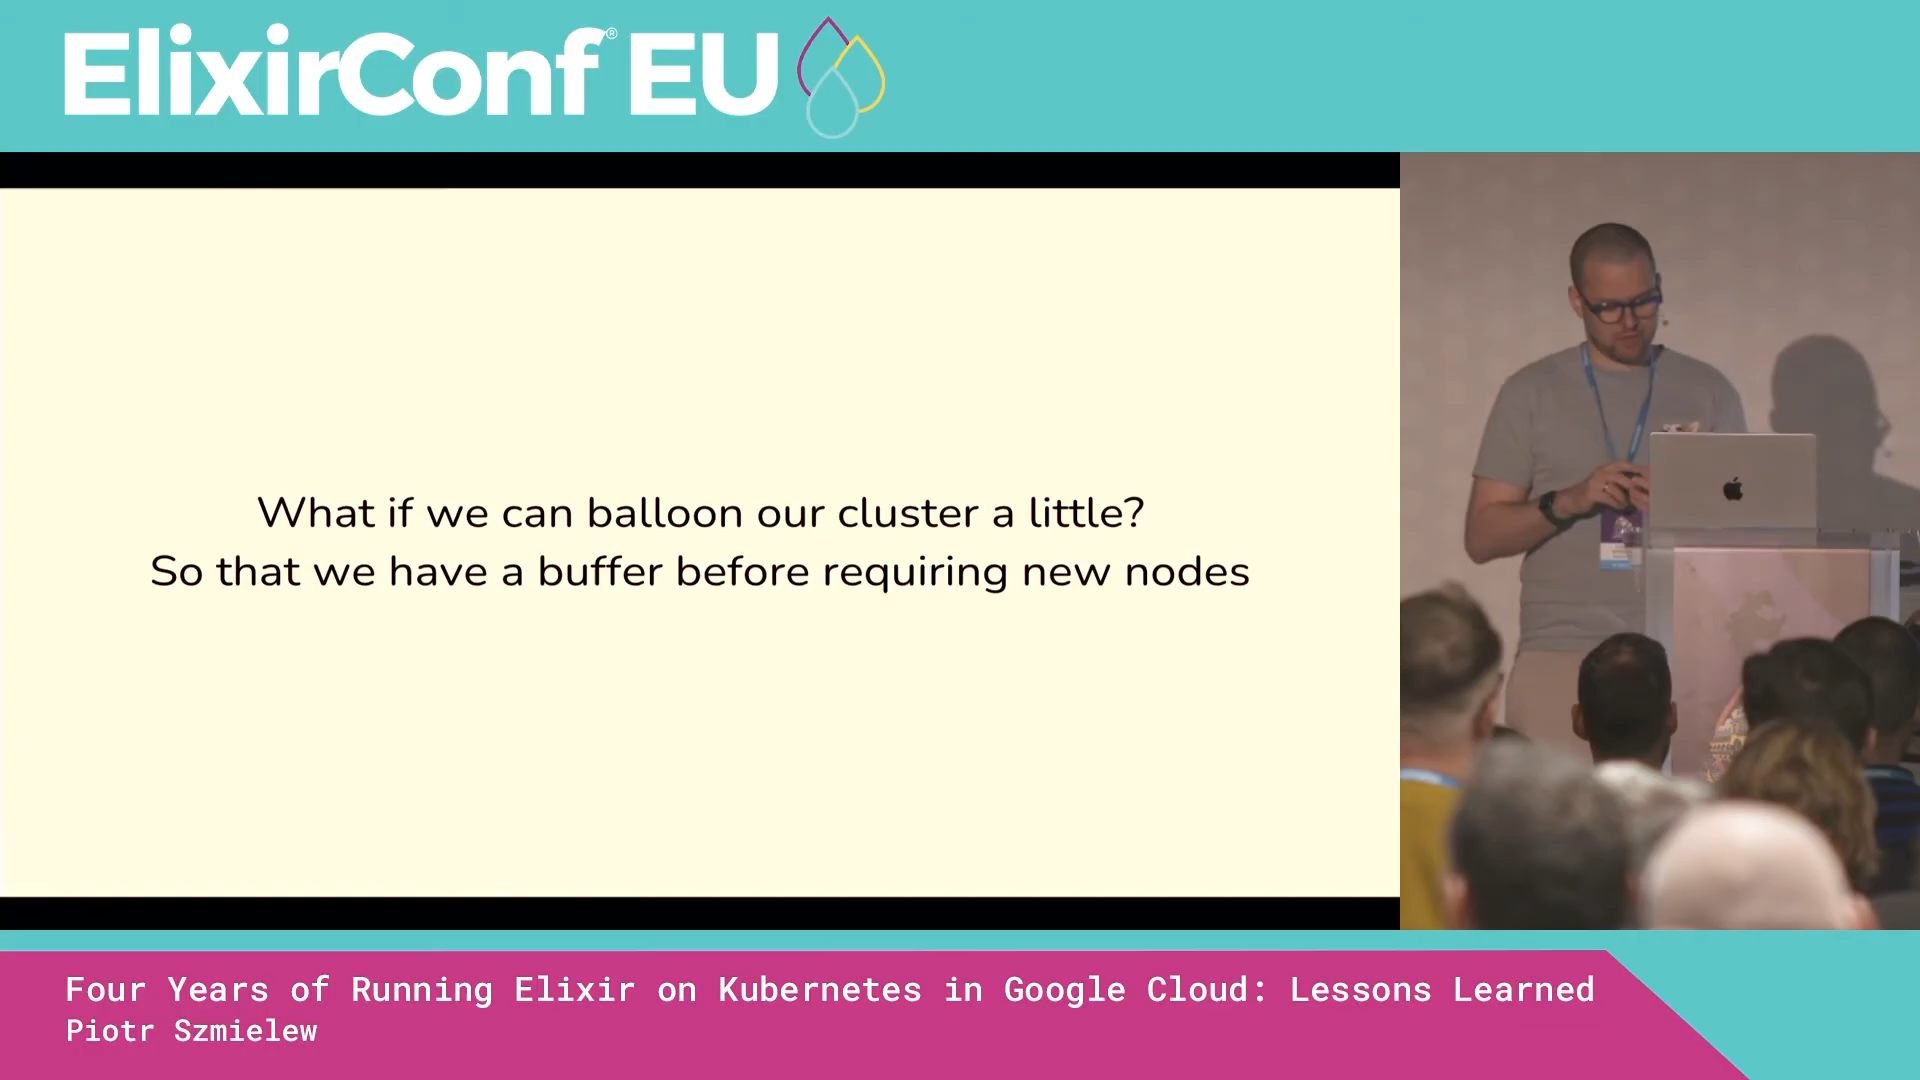 ElixirConf® EU
What if we can balloon our cluster a little?
So that we have a buffer before requiring new nodes
Four Years of Running Elixir on Kubernetes in Google Cloud: Lessons Learned
Piotr Szmielew